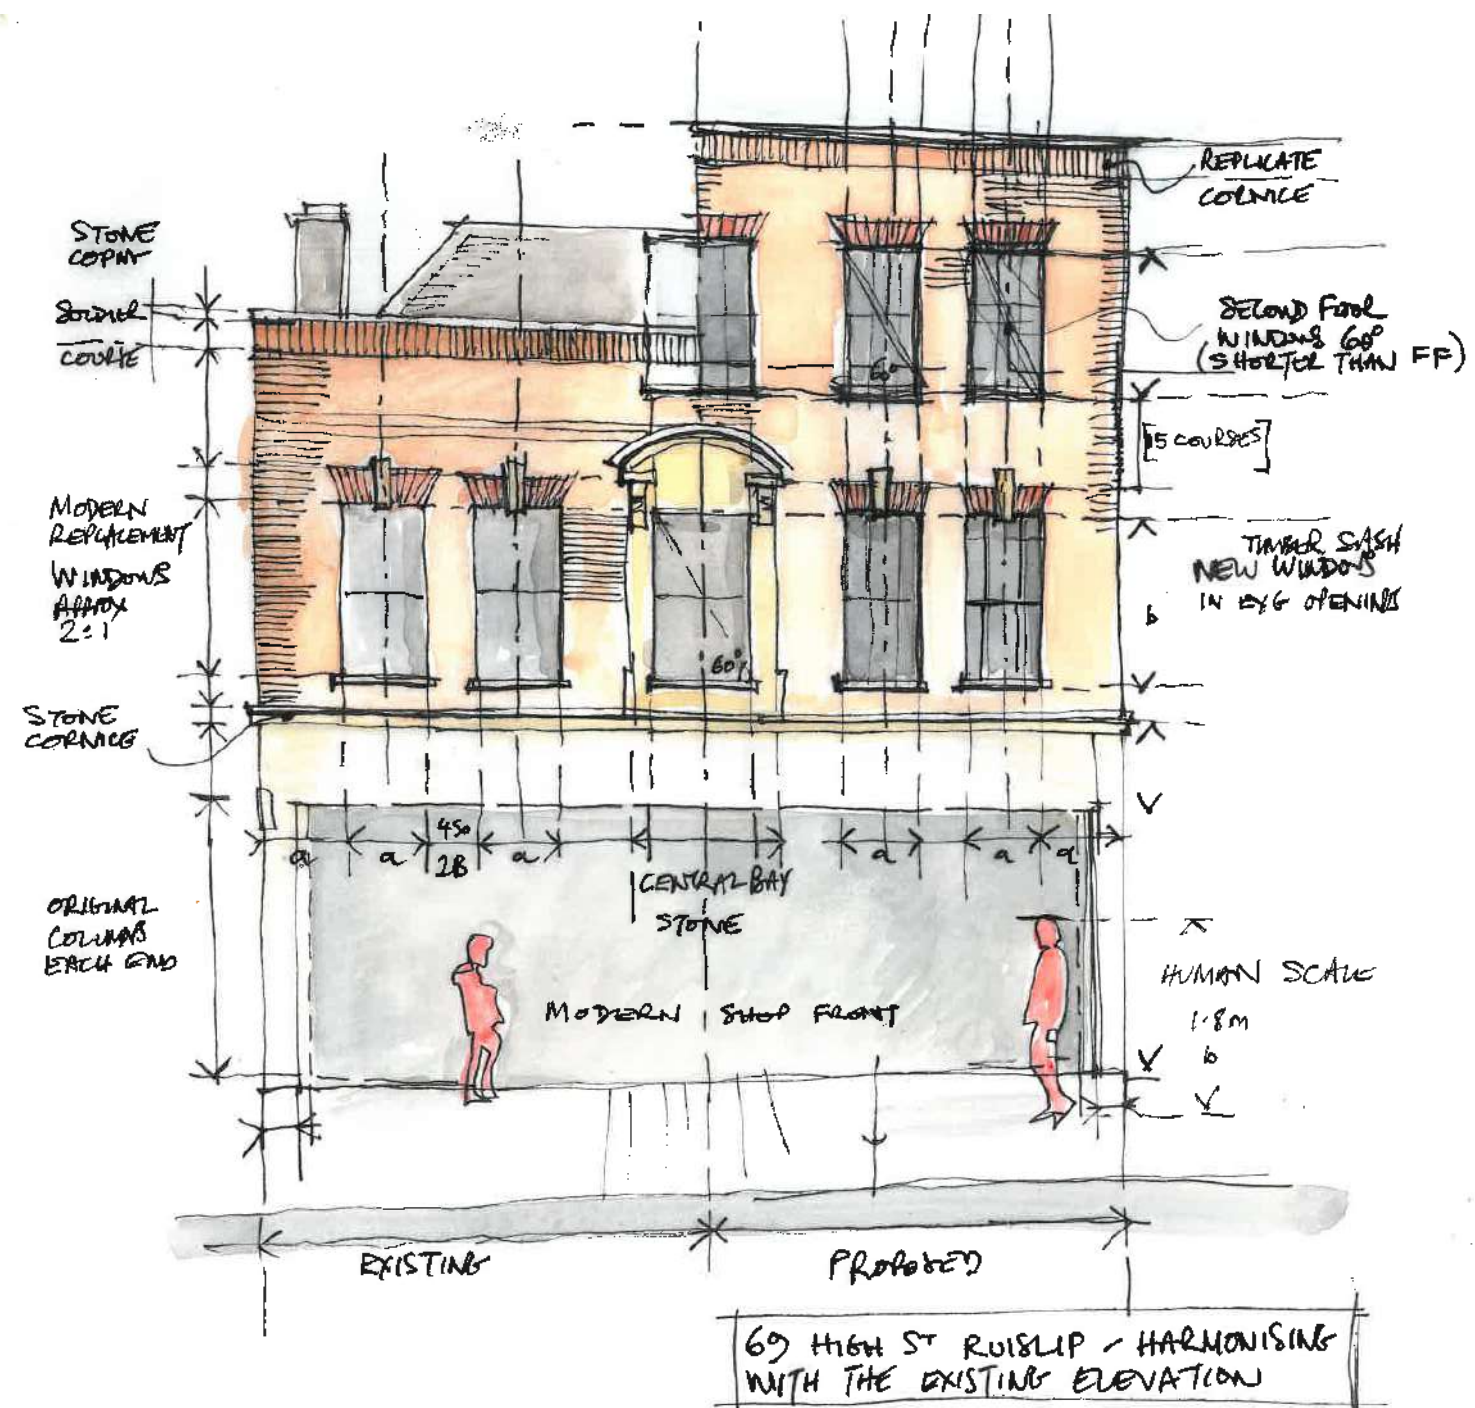 STONE
COPING
SOLDIER
COURSE
MODERN
REPLACEMENT
WINDOWS
APPROX
2:1
STONE
CORNICE
ORIGINAL
COLUMNS
EACH END
REPLICATE
CORNICE
SECOND FLOOR
WINDOWS 60°
(SHORTER THAN FF)
[15 COURSES]
TIMBER SASH
NEW WINDOWS
IN EXG OPENINGS
b
60°
60°
a
a
450
2B
a
a
a
a
CENTRAL BAY
STONE
MODERN SHOP FRONT
HUMAN SCALE
1.8m
b
EXISTING
PROPOSED
69 HIGH ST RUISLIP - HARMONISING
WITH THE EXISTING ELEVATION